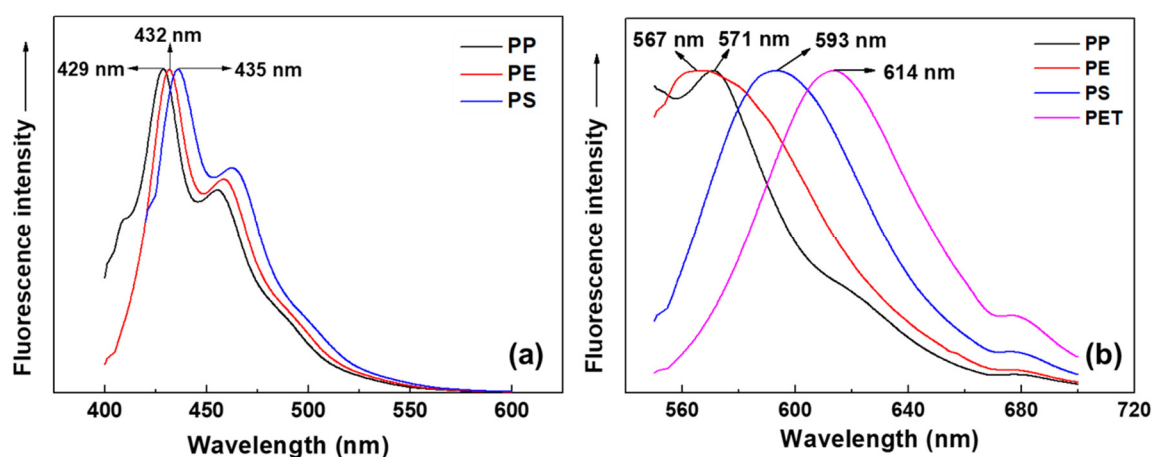 432 nm
429 nm
435 nm
PP
PE
PS
Fluorescence intensity
(a)
400 450 500 550 600
Wavelength (nm)
567 nm 571 nm 593 nm
614 nm
PP
PE
PS
PET
Fluorescence intensity
(b)
560 600 640 680 720
Wavelength (nm)